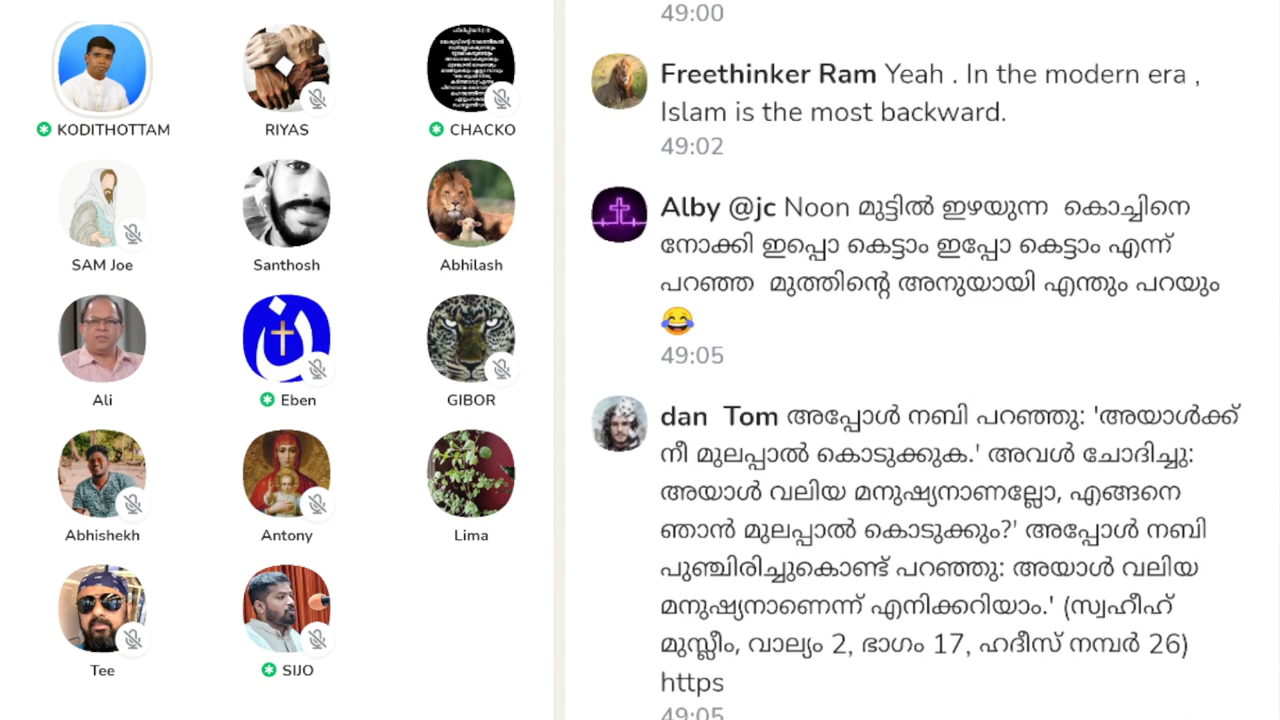 KODITHOTTAM
RIYAS
CHACKO
SAM Joe
Santhosh
Abhilash
Ali
Eben
GIBOR
Abhishekh
Antony
Lima
Tee
SIJO
49:00
Freethinker Ram Yeah . In the modern era ,
Islam is the most backward.
49:02
Alby @jc Noon മുട്ടിൽ ഇഴയുന്ന കൊച്ചിനെ
നോക്കി ഇപ്പൊ കെട്ടാം ഇപ്പോ കെട്ടാം എന്ന്
പറഞ്ഞ മുത്തിന്റെ അനുയായി എന്തും പറയും
😂
49:05
dan Tom അപ്പോൾ നബി പറഞ്ഞു: 'അയാൾക്ക്
നീ മുലപ്പാൽ കൊടുക്കുക.' അവൾ ചോദിച്ചു:
അയാൾ വലിയ മനുഷ്യനാണല്ലോ, എങ്ങനെ
ഞാൻ മുലപ്പാൽ കൊടുക്കും?' അപ്പോൾ നബി
പുഞ്ചിരിച്ചുകൊണ്ട് പറഞ്ഞു: അയാൾ വലിയ
മനുഷ്യനാണെന്ന് എനിക്കറിയാം.' (സ്വഹീഹ്
മുസ്ലീം, വാല്യം 2, ഭാഗം 17, ഹദീസ് നമ്പർ 26)
https
49:05